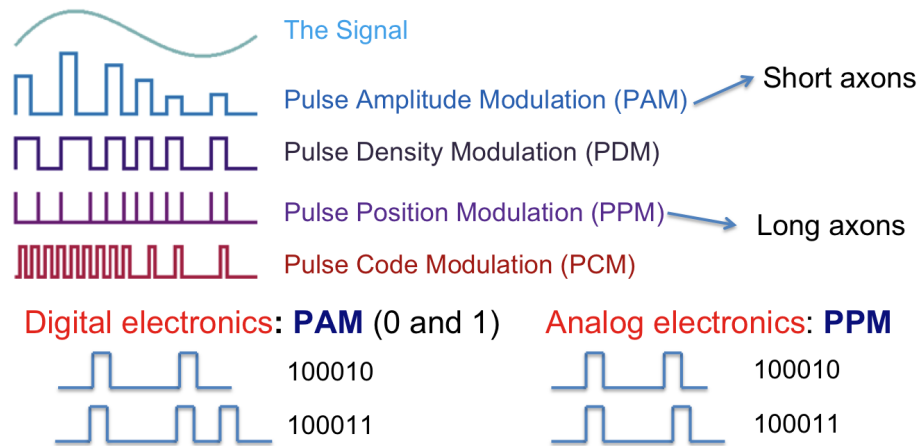 The Signal
Pulse Amplitude Modulation (PAM)
Short axons
Pulse Density Modulation (PDM)
Pulse Position Modulation (PPM)
Long axons
Pulse Code Modulation (PCM)
Digital electronics: PAM (0 and 1)
100010
100011
Analog electronics: PPM
100010
100011